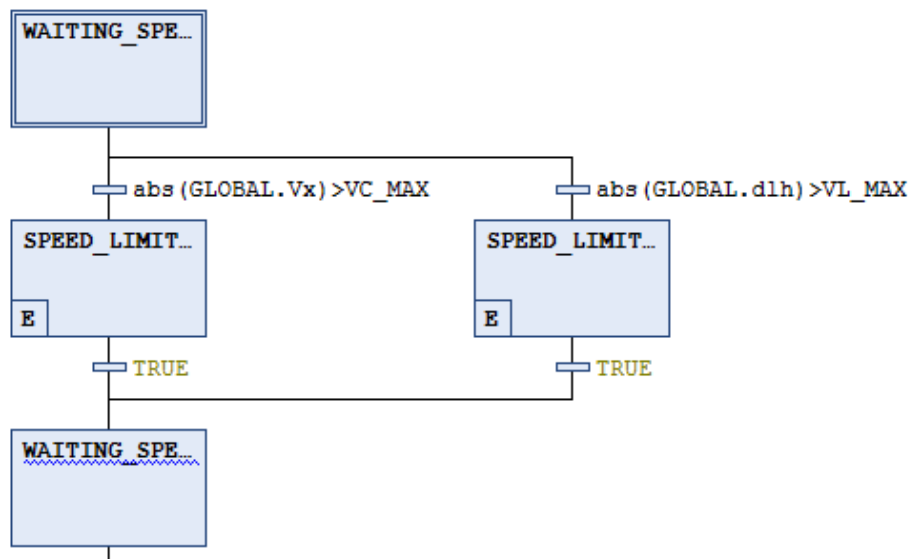 WAITING_SPE…
abs(GLOBAL.Vx)>VC_MAX
abs(GLOBAL.dlh)>VL_MAX
SPEED_LIMIT…
SPEED_LIMIT…
E
E
TRUE
TRUE
WAITING_SPE…